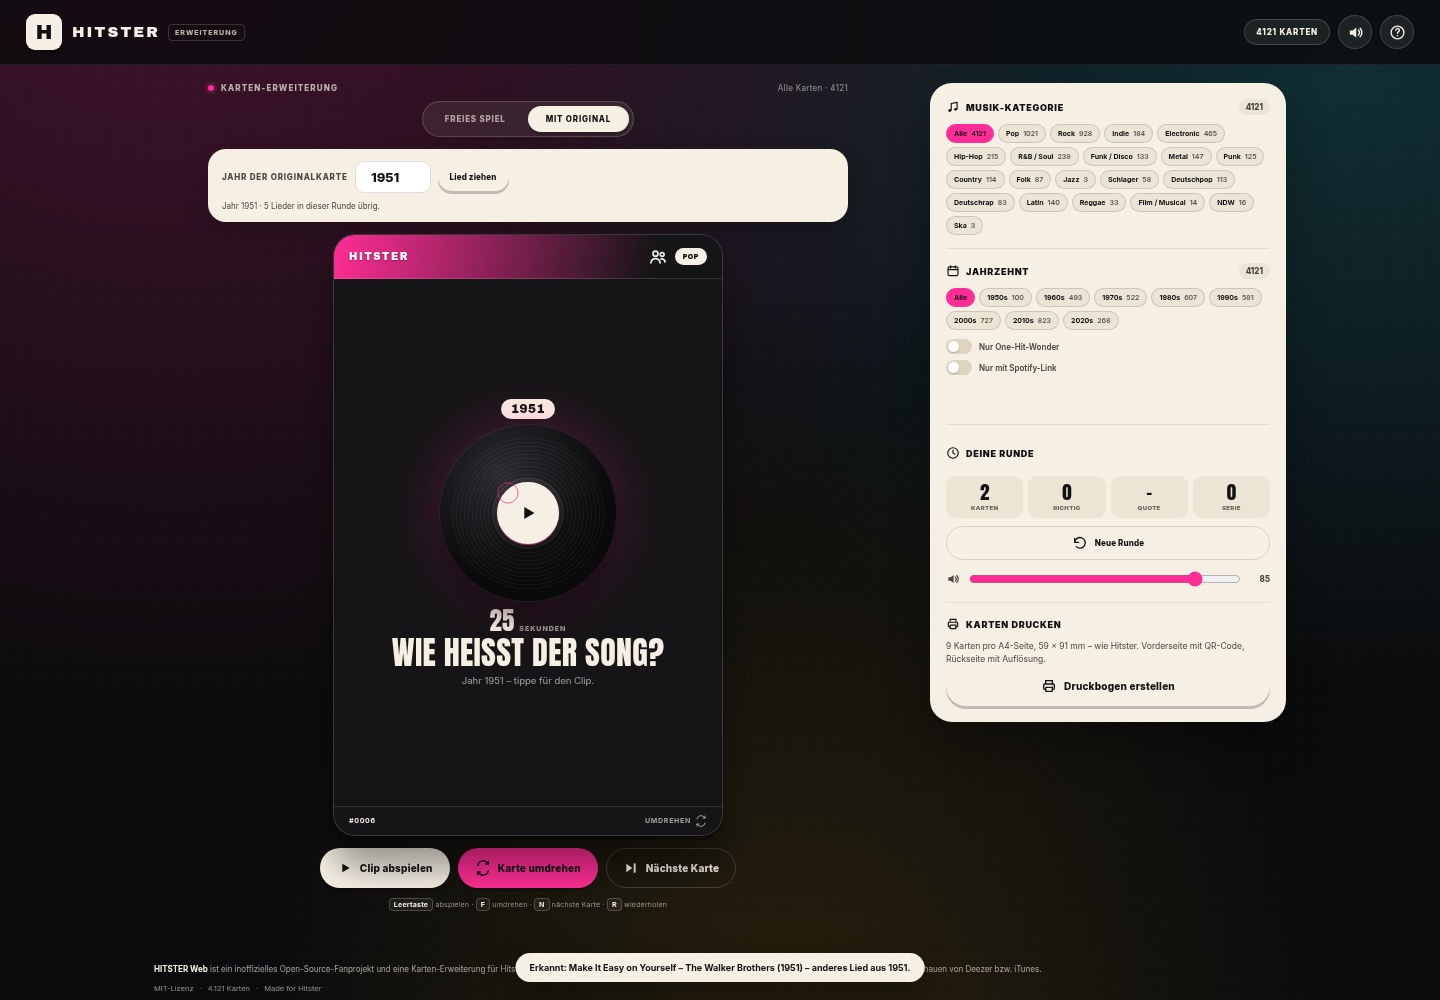 H HITSTER ERWEITERUNG
4121 KARTEN
KARTEN-ERWEITERUNG
Alle Karten · 4121
FREIES SPIEL MIT ORIGINAL
JAHR DER ORIGINALKARTE 1951 Lied ziehen
Jahr 1951 · 5 Lieder in dieser Runde übrig.
HITSTER POP
1951
25 SEKUNDEN
WIE HEISST DER SONG?
Jahr 1951 – tippe für den Clip.
#0006 UMDREHEN
Clip abspielen Karte umdrehen Nächste Karte
Leertaste abspielen · F umdrehen · N nächste Karte · R wiederholen
MUSIK-KATEGORIE 4121
Alle 4121 Pop 1021 Rock 928 Indie 184 Electronic 465
Hip-Hop 215 R&B / Soul 239 Funk / Disco 133 Metal 147 Punk 125
Country 114 Folk 87 Jazz 3 Schlager 58 Deutschpop 113
Deutschrap 83 Latin 140 Reggae 33 Film / Musical 14 NDW 16
Ska 3
JAHRZEHNT 4121
Alle 1950s 100 1960s 493 1970s 522 1980s 607 1990s 581
2000s 727 2010s 823 2020s 268
Nur One-Hit-Wonder
Nur mit Spotify-Link
DEINE RUNDE
2 0 - 0
KARTEN RICHTIG QUOTE SERIE
Neue Runde
85
KARTEN DRUCKEN
9 Karten pro A4-Seite, 59 × 91 mm – wie Hitster. Vorderseite mit QR-Code,
Rückseite mit Auflösung.
Druckbogen erstellen
HITSTER Web ist ein inoffizielles Open-Source-Fanprojekt und eine Karten-Erweiterung für Hits
Erkannt: Make It Easy on Yourself – The Walker Brothers (1951) – anderes Lied aus 1951.
hauen von Deezer bzw. iTunes.
MIT-Lizenz · 4.121 Karten · Made for Hitster